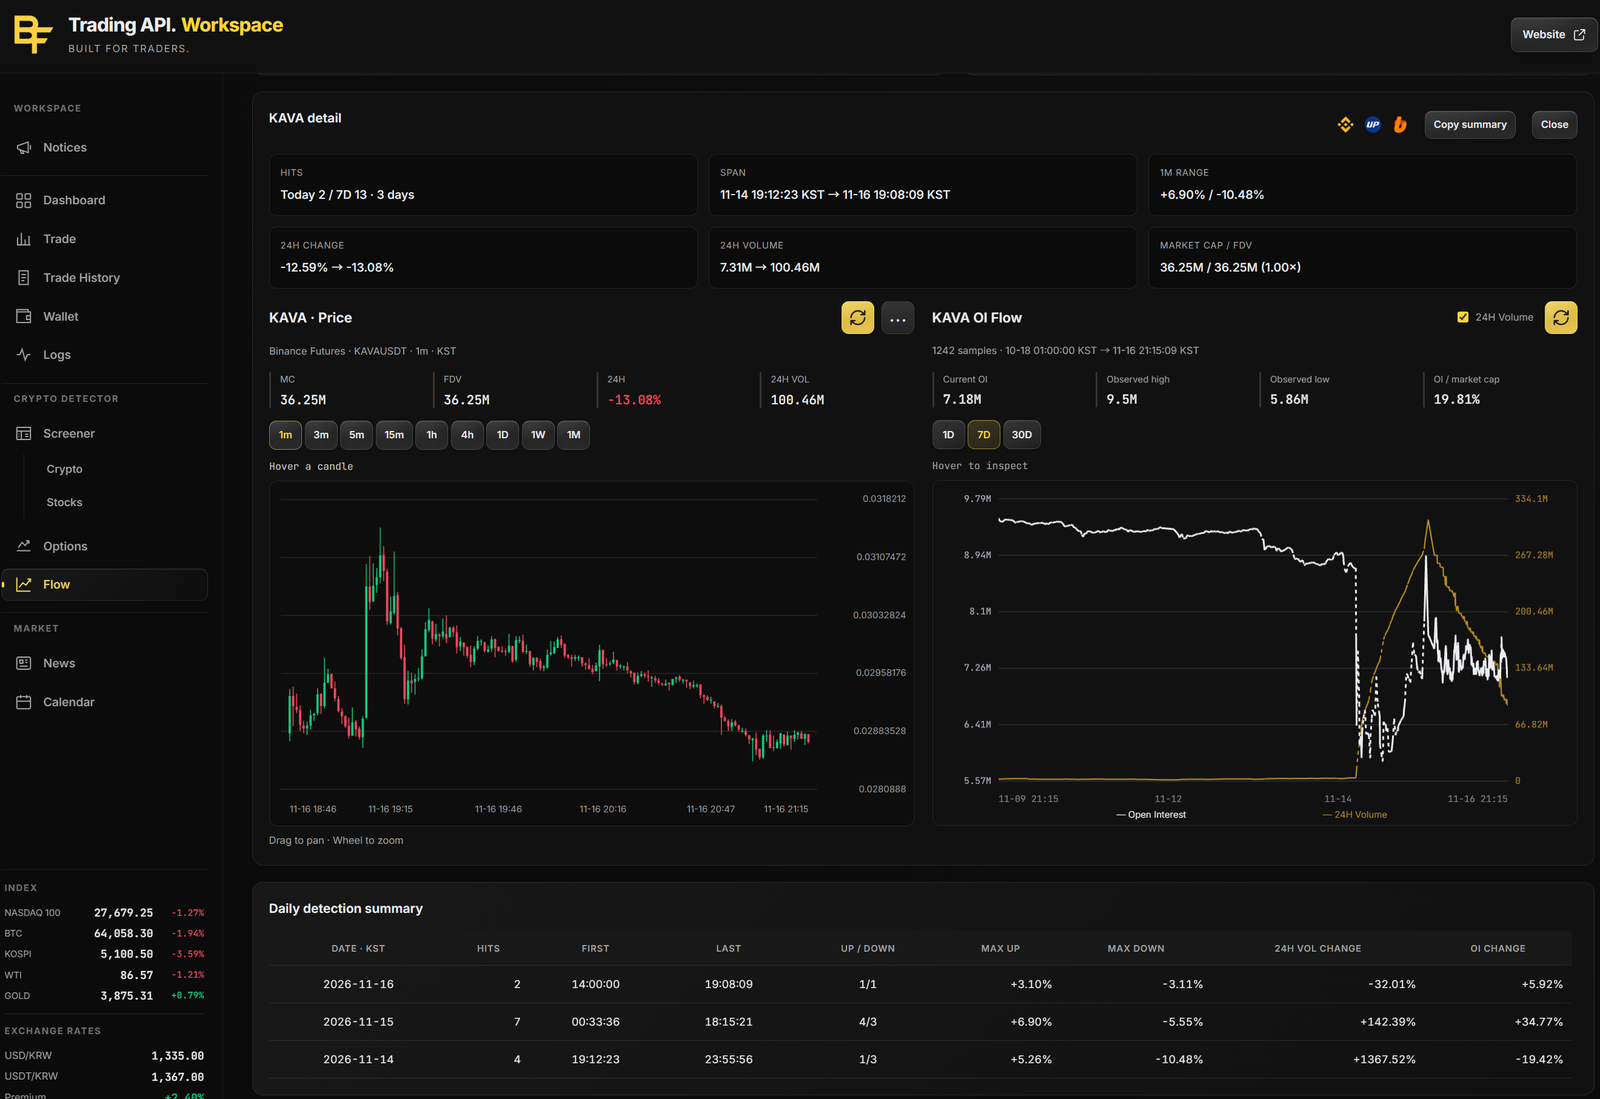 Trading API. Workspace
BUILT FOR TRADERS.
Website
WORKSPACE
Notices
Dashboard
Trade
Trade History
Wallet
Logs
CRYPTO DETECTOR
Screener
Crypto
Stocks
Options
Flow
MARKET
News
Calendar
INDEX
NASDAQ 100 27,679.25 -1.27%
BTC 64,058.30 -1.94%
KOSPI 5,100.50 -3.59%
WTI 86.57 -1.21%
GOLD 3,875.31 +0.79%
EXCHANGE RATES
USD/KRW 1,335.00
USDT/KRW 1,367.00
Premium +2.40%
KAVA detail
UP
Copy summary
Close
HITS
Today 2 / 7D 13 · 3 days
SPAN
11-14 19:12:23 KST → 11-16 19:08:09 KST
1M RANGE
+6.90% / -10.48%
24H CHANGE
-12.59% → -13.08%
24H VOLUME
7.31M → 100.46M
MARKET CAP / FDV
36.25M / 36.25M (1.00×)
KAVA · Price
...
Binance Futures · KAVAUSDT · 1m · KST
MC FDV 24H 24H VOL
36.25M 36.25M -13.08% 100.46M
1m 3m 5m 15m 1h 4h 1D 1W 1M
Hover a candle
0.0318212
0.03107472
0.03032824
0.02958176
0.02883528
0.0280888
11-16 18:46 11-16 19:15 11-16 19:46 11-16 20:16 11-16 20:47 11-16 21:15
Drag to pan · Wheel to zoom
KAVA OI Flow
24H Volume
1242 samples · 10-18 01:00:00 KST → 11-16 21:15:09 KST
Current OI Observed high Observed low OI / market cap
7.18M 9.5M 5.86M 19.81%
1D 7D 30D
Hover to inspect
9.79M 334.1M
8.94M 267.28M
8.1M 200.46M
7.26M 133.64M
6.41M 66.82M
5.57M 0
11-09 21:15 11-12 11-14 11-16 21:15
— Open Interest — 24H Volume
Daily detection summary
DATE · KST HITS FIRST LAST UP / DOWN MAX UP MAX DOWN 24H VOL CHANGE OI CHANGE
2026-11-16 2 14:00:00 19:08:09 1/1 +3.10% -3.11% -32.01% +5.92%
2026-11-15 7 00:33:36 18:15:21 4/3 +6.90% -5.55% +142.39% +34.77%
2026-11-14 4 19:12:23 23:55:56 1/3 +5.26% -10.48% +1367.52% -19.42%